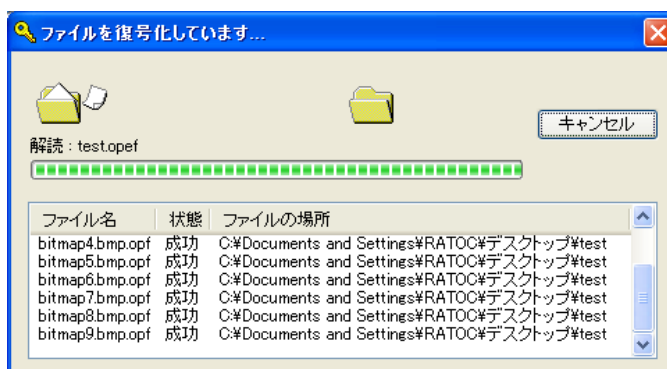 ファイルを復号化しています...
キャンセル
解読 : test.opef
ファイル名 状態 ファイルの場所
bitmap4.bmp.opf 成功 C:¥Documents and Settings¥RATOC¥デスクトップ¥test
bitmap5.bmp.opf 成功 C:¥Documents and Settings¥RATOC¥デスクトップ¥test
bitmap6.bmp.opf 成功 C:¥Documents and Settings¥RATOC¥デスクトップ¥test
bitmap7.bmp.opf 成功 C:¥Documents and Settings¥RATOC¥デスクトップ¥test
bitmap8.bmp.opf 成功 C:¥Documents and Settings¥RATOC¥デスクトップ¥test
bitmap9.bmp.opf 成功 C:¥Documents and Settings¥RATOC¥デスクトップ¥test